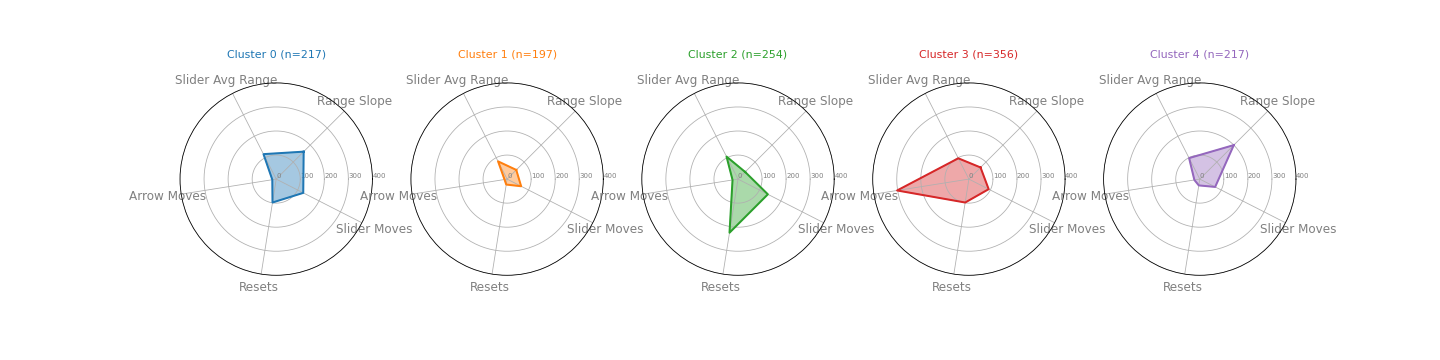 Cluster 0 (n=217)
Slider Avg Range
Range Slope
0 100 200 300 400
Arrow Moves
Slider Moves
Resets
Cluster 1 (n=197)
Slider Avg Range
Range Slope
0 100 200 300 400
Arrow Moves
Slider Moves
Resets
Cluster 2 (n=254)
Slider Avg Range
Range Slope
0 100 200 300 400
Arrow Moves
Slider Moves
Resets
Cluster 3 (n=356)
Slider Avg Range
Range Slope
0 100 200 300 400
Arrow Moves
Slider Moves
Resets
Cluster 4 (n=217)
Slider Avg Range
Range Slope
0 100 200 300 400
Arrow Moves
Slider Moves
Resets